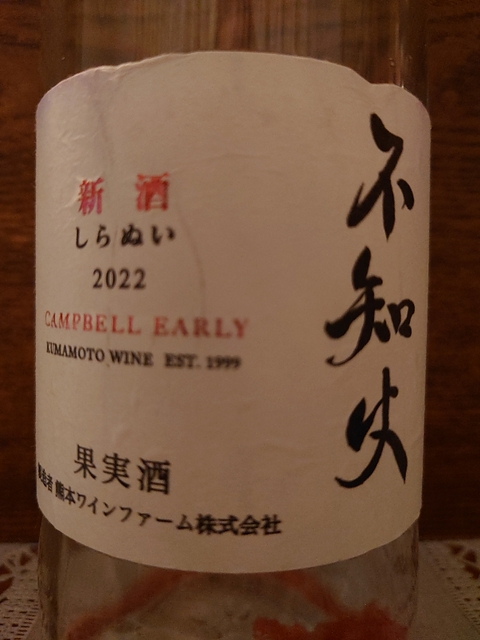 不知火
新酒
しらぬい
2022
CAMPBELL EARLY
KUMAMOTO WINE EST. 1999
果実酒
製造者 熊本ワインファーム株式会社